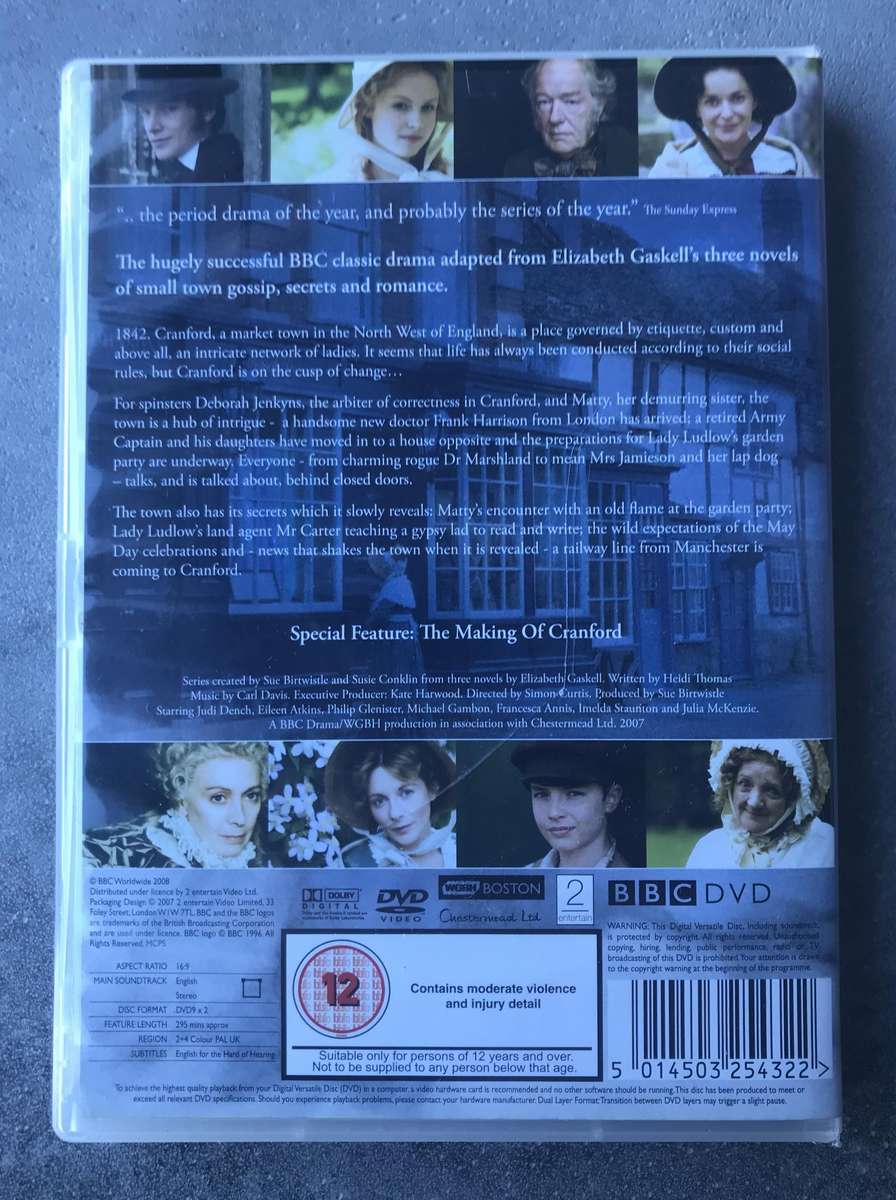 “.. the period drama of the year, and probably the series of the year.” The Sunday Express
The hugely successful BBC classic drama adapted from Elizabeth Gaskell's three novels
of small town gossip, secrets and romance.
1842. Cranford, a market town in the North West of England, is a place governed by etiquette, custom and
above all, an intricate network of ladies. It seems that life has always been conducted according to their social
rules, but Cranford is on the cusp of change…
For spinsters Deborah Jenkyns, the arbiter of correctness in Cranford, and Matty, her demurring sister, the
town is a hub of intrigue - a handsome new doctor Frank Harrison from London has arrived; a retired Army
Captain and his daughters have moved in to a house opposite and the preparations for Lady Ludlow's garden
party are underway. Everyone - from charming rogue Dr Marshland to mean Mrs Jamieson and her lap dog
– talks, and is talked about, behind closed doors.
The town also has its secrets which it slowly reveals: Matty's encounter with an old flame at the garden party;
Lady Ludlow's land agent Mr Carter teaching a gypsy lad to read and write; the wild expectations of the May
Day celebrations and - news that shakes the town when it is revealed - a railway line from Manchester is
coming to Cranford.
Special Feature: The Making Of Cranford
Series created by Sue Birtwistle and Susie Conklin from three novels by Elizabeth Gaskell. Written by Heidi Thomas
Music by Carl Davis. Executive Producer: Kate Harwood. Directed by Simon Curtis. Produced by Sue Birtwistle
Starring Judi Dench, Eileen Atkins, Philip Glenister, Michael Gambon, Francesca Annis, Imelda Staunton and Julia McKenzie.
A BBC Drama/WGBH production in association with Chestermead Ltd. 2007
© BBC Worldwide 2008
Distributed under licence by 2 entertain Video Ltd.
Packaging Design © 2007 2 entertain Video Limited, 33
Foley Street, London W1W 7TL. BBC and the BBC logos
are trademarks of the British Broadcasting Corporation
and are used under licence. BBC logo © BBC 1996. All
Rights Reserved. MCPS
ASPECT RATIO 16:9
MAIN SOUNDTRACK English
Stereo
DISC FORMAT DVD9 x 2
FEATURE LENGTH 295 mins approx
REGION 2+4 Colour PAL UK
SUBTITLES English for the Hard of Hearing
DOLBY
DIGITAL
DVD
VIDEO
WGBH BOSTON
Chestermead Ltd
2
entertain
BBC DVD
WARNING: This Digital Versatile Disc, including soundtrack,
is protected by copyright. All rights reserved. Unauthorised
copying, hiring, lending, public performance, radio or TV
broadcasting of this DVD is prohibited. Your attention is drawn
to the copyright warning at the beginning of the programme.
12
Contains moderate violence
and injury detail
Suitable only for persons of 12 years and over.
Not to be supplied to any person below that age.
5 014503 254322 >
To achieve the highest quality playback from your Digital Versatile Disc (DVD) in a computer, a video hardware card is recommended and no other software should be running. This disc has been produced to meet or
exceed all relevant DVD specifications. Should you experience playback problems, please contact your hardware manufacturer. Dual Layer Format: Transition between DVD layers may trigger a slight pause.